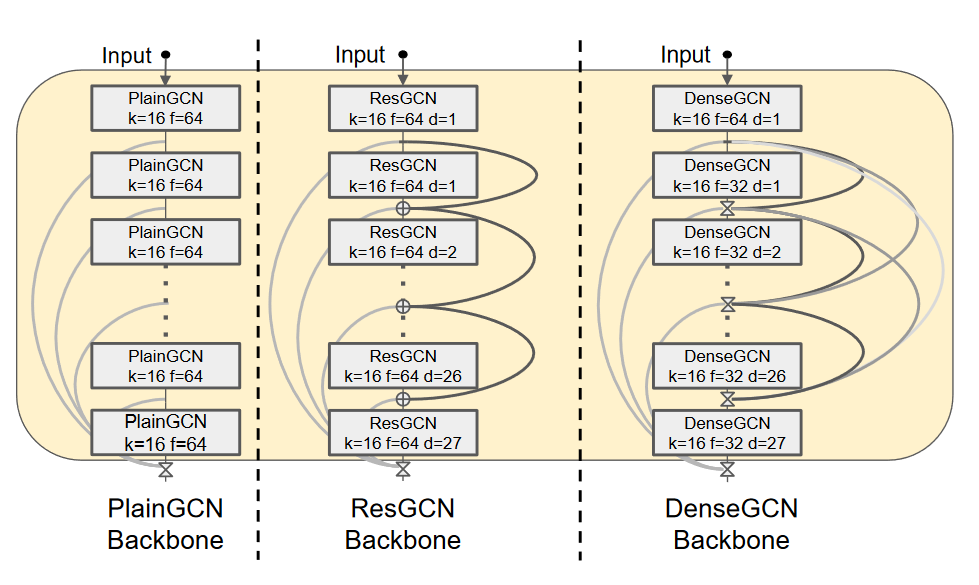 Input
PlainGCN
k=16 f=64
PlainGCN
k=16 f=64
PlainGCN
k=16 f=64
PlainGCN
k=16 f=64
PlainGCN
k=16 f=64
PlainGCN
Backbone
Input
ResGCN
k=16 f=64 d=1
ResGCN
k=16 f=64 d=1
ResGCN
k=16 f=64 d=2
ResGCN
k=16 f=64 d=26
ResGCN
k=16 f=64 d=27
ResGCN
Backbone
Input
DenseGCN
k=16 f=64 d=1
DenseGCN
k=16 f=32 d=1
DenseGCN
k=16 f=32 d=2
DenseGCN
k=16 f=32 d=26
DenseGCN
k=16 f=32 d=27
DenseGCN
Backbone